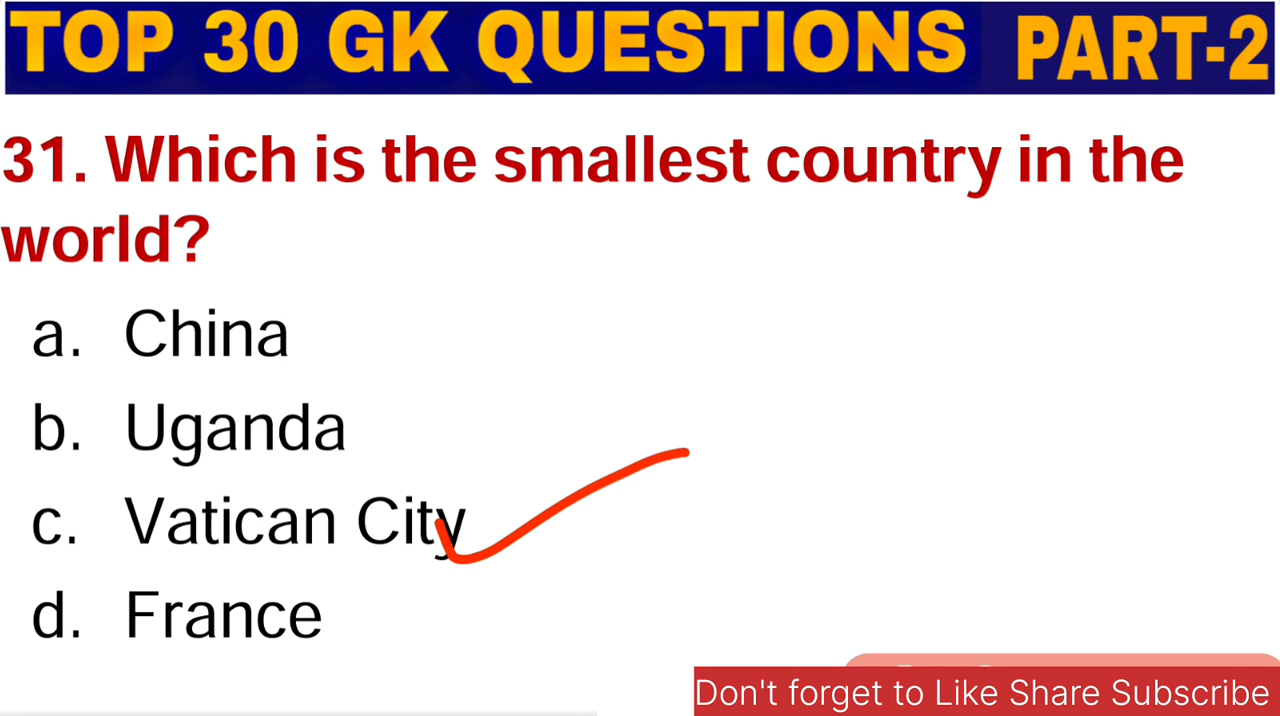 TOP 30 GK QUESTIONS PART-2
31. Which is the smallest country in the
world?
a. China
b. Uganda
c. Vatican City
d. France
Don't forget to Like Share Subscribe